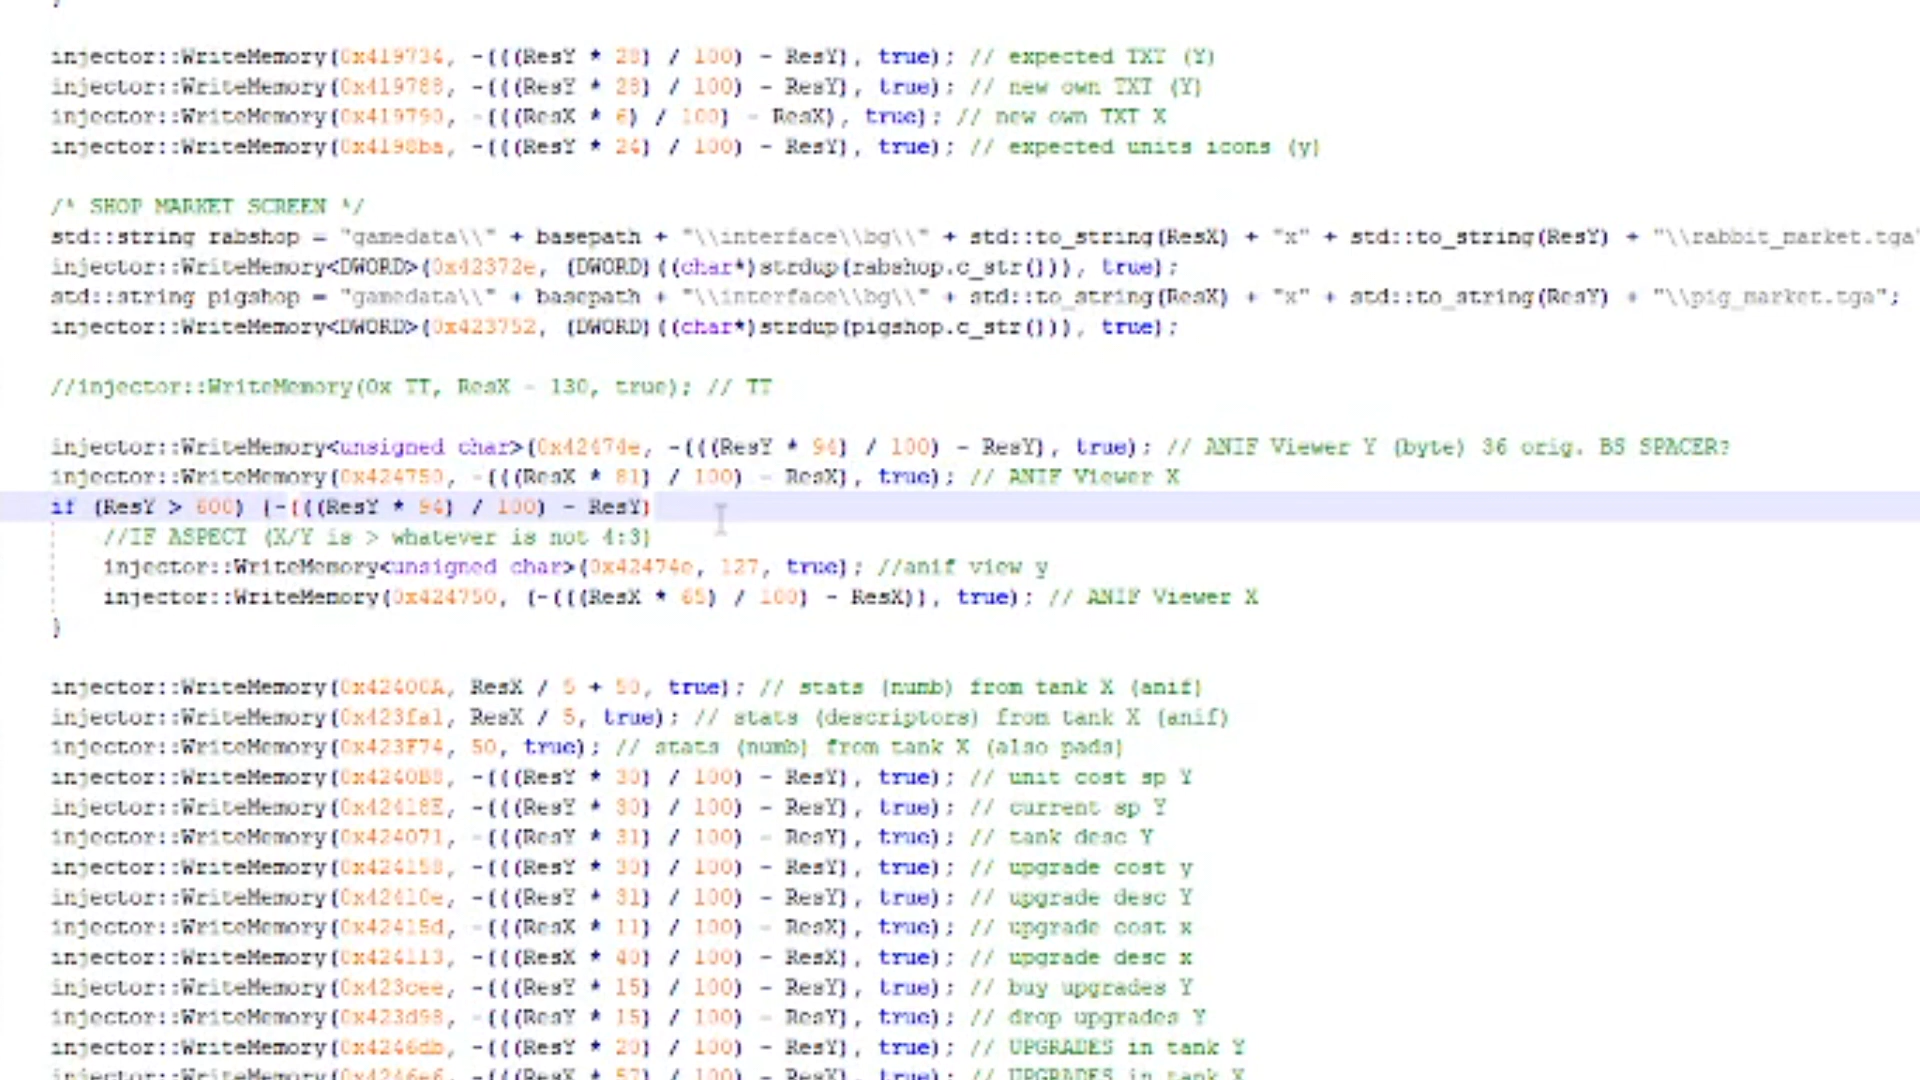 injector::WriteMemory(0x419734, -(((ResY * 28) / 100) - ResY), true); // expected TXT (Y)
injector::WriteMemory(0x419788, -(((ResY * 28) / 100) - ResY), true); // new own TXT (Y)
injector::WriteMemory(0x419790, -(((ResX * 6) / 100) - ResX), true); // new own TXT X
injector::WriteMemory(0x4198ba, -(((ResY * 24) / 100) - ResY), true); // expected units icons (y)
/* SHOP MARKET SCREEN */
std::string rabshop = "gamedata\\" + basepath + "\\interface\\bg\\" + std::to_string(ResX) + "x" + std::to_string(ResY) + "\\rabbit_market.tga"
injector::WriteMemory<DWORD>(0x42372e, (DWORD)((char*)strdup(rabshop.c_str())), true);
std::string pigshop = "gamedata\\" + basepath + "\\interface\\bg\\" + std::to_string(ResX) + "x" + std::to_string(ResY) + "\\pig_market.tga";
injector::WriteMemory<DWORD>(0x423752, (DWORD)((char*)strdup(pigshop.c_str())), true);
//injector::WriteMemory(0x TT, ResX - 130, true); // TT
injector::WriteMemory<unsigned char>(0x42474e, -(((ResY * 94) / 100) - ResY), true); // ANIF Viewer Y (byte) 36 orig. BS SPACER?
injector::WriteMemory(0x424750, -(((ResX * 81) / 100) - ResX), true); // ANIF Viewer X
if (ResY > 600) {-(((ResY * 94) / 100) - ResY)
//IF ASPECT (X/Y is > whatever is not 4:3)
injector::WriteMemory<unsigned char>(0x42474e, 127, true); //anif view y
injector::WriteMemory(0x424750, (-(((ResX * 65) / 100) - ResX)), true); // ANIF Viewer X
}
injector::WriteMemory(0x42400A, ResX / 5 + 50, true); // stats (numb) from tank X (anif)
injector::WriteMemory(0x423fa1, ResX / 5, true); // stats (descriptors) from tank X (anif)
injector::WriteMemory(0x423F74, 50, true); // stats (numb) from tank X (also pads)
injector::WriteMemory(0x4240B8, -(((ResY * 30) / 100) - ResY), true); // unit cost sp Y
injector::WriteMemory(0x42418E, -(((ResY * 30) / 100) - ResY), true); // current sp Y
injector::WriteMemory(0x424071, -(((ResY * 31) / 100) - ResY), true); // tank desc Y
injector::WriteMemory(0x424158, -(((ResY * 30) / 100) - ResY), true); // upgrade cost y
injector::WriteMemory(0x42410e, -(((ResY * 31) / 100) - ResY), true); // upgrade desc Y
injector::WriteMemory(0x42415d, -(((ResX * 11) / 100) - ResX), true); // upgrade cost x
injector::WriteMemory(0x424113, -(((ResX * 40) / 100) - ResX), true); // upgrade desc x
injector::WriteMemory(0x423cee, -(((ResY * 15) / 100) - ResY), true); // buy upgrades Y
injector::WriteMemory(0x423d98, -(((ResY * 15) / 100) - ResY), true); // drop upgrades Y
injector::WriteMemory(0x4246db, -(((ResY * 20) / 100) - ResY), true); // UPGRADES in tank Y
injector::WriteMemory(0x4246e6, -(((ResX * 57) / 100) - ResX), true); // UPGRADES in tank X